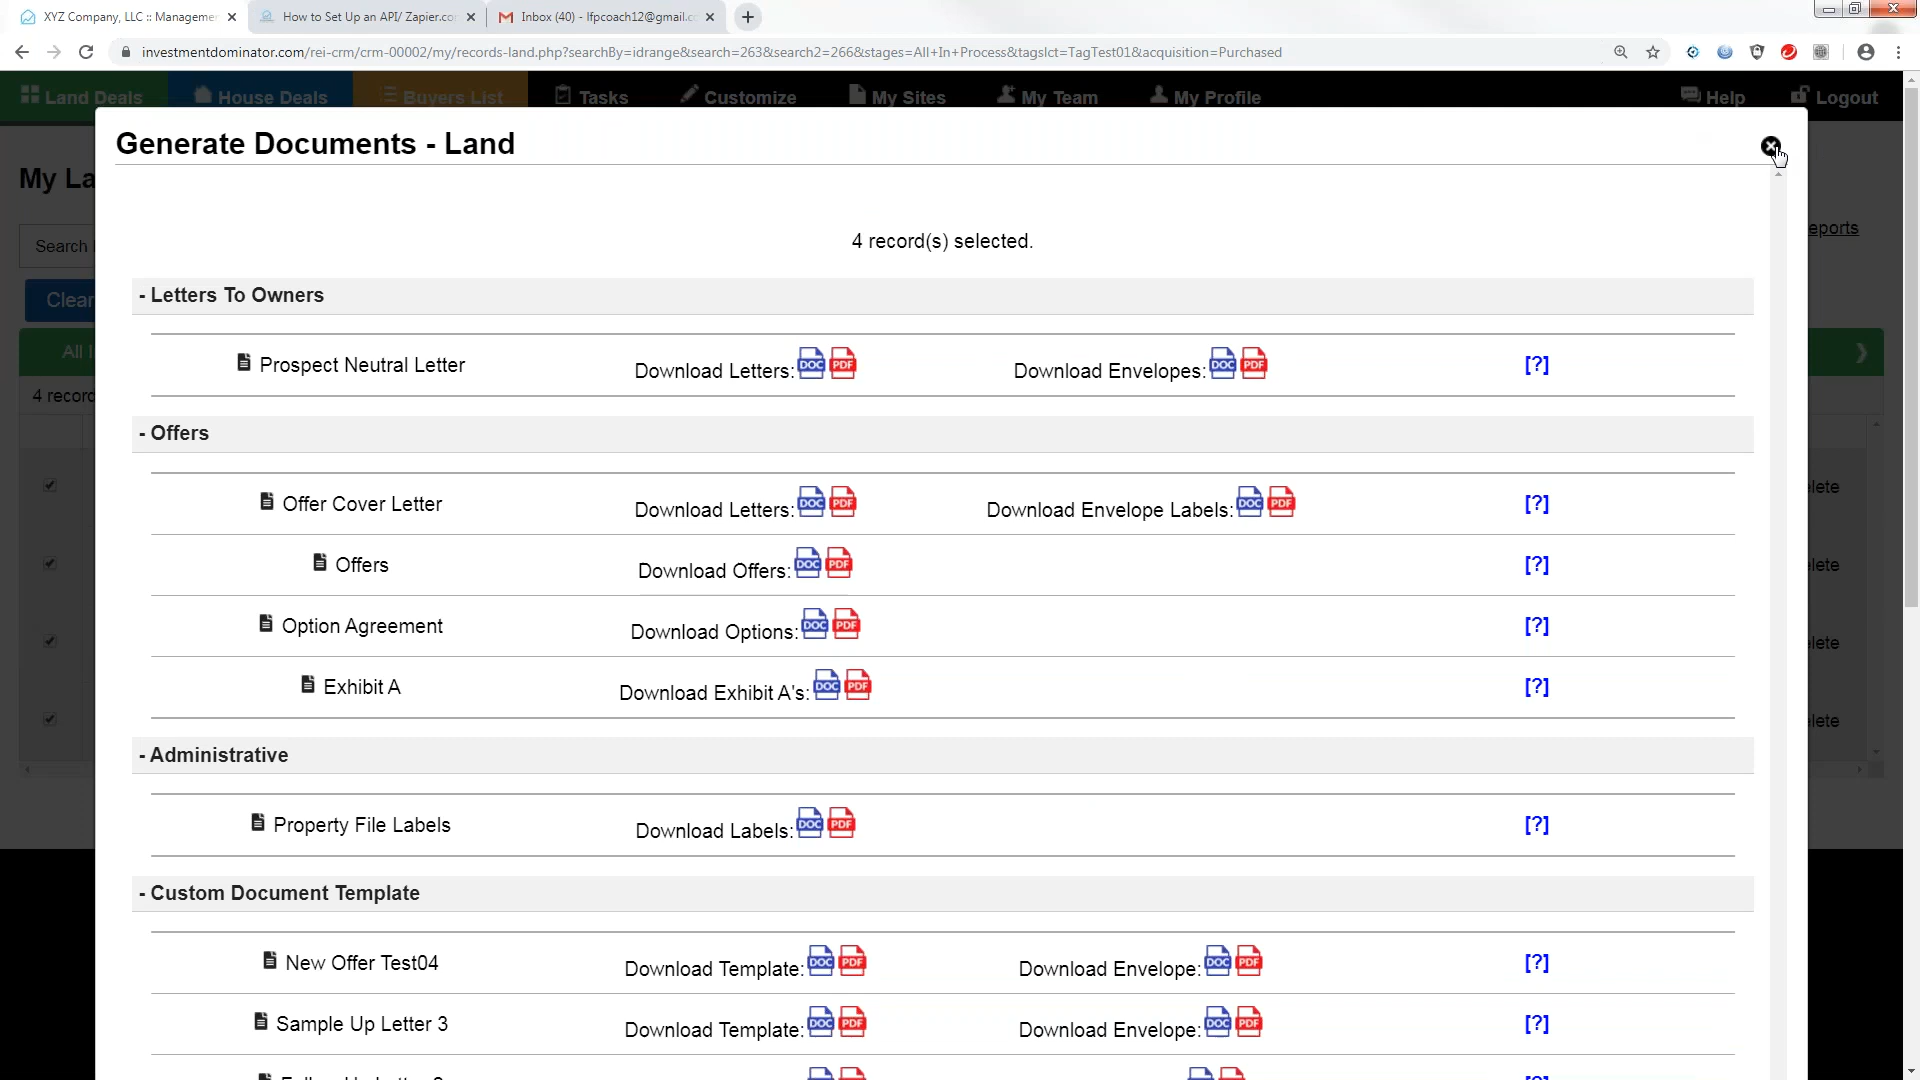 XYZ Company, LLC :: Managemen
How to Set Up an API/ Zapier.co
Inbox (40) - lfpcoach12@gmail.c
investmentdominator.com/rei-crm/crm-00002/my/records-land.php?searchBy=idrange&search=263&search2=266&stages=All+In+Process&tagslct=TagTest01&acquisition=Purchased
Land Deals
House Deals
Buyers List
Tasks
Customize
My Sites
My Team
My Profile
Help
Logout
Generate Documents - Land
My La
4 record(s) selected.
Search
eports
- Letters To Owners
Clear
All I
Prospect Neutral Letter Download Letters: DOC PDF Download Envelopes: DOC PDF [?]
4 record
- Offers
Offer Cover Letter Download Letters: DOC PDF Download Envelope Labels: DOC PDF [?]
elete
Offers Download Offers: DOC PDF [?]
elete
Option Agreement Download Options: DOC PDF [?]
elete
Exhibit A Download Exhibit A's: DOC PDF [?]
elete
- Administrative
Property File Labels Download Labels: DOC PDF [?]
- Custom Document Template
New Offer Test04 Download Template: DOC PDF Download Envelope: DOC PDF [?]
Sample Up Letter 3 Download Template: DOC PDF Download Envelope: DOC PDF [?]